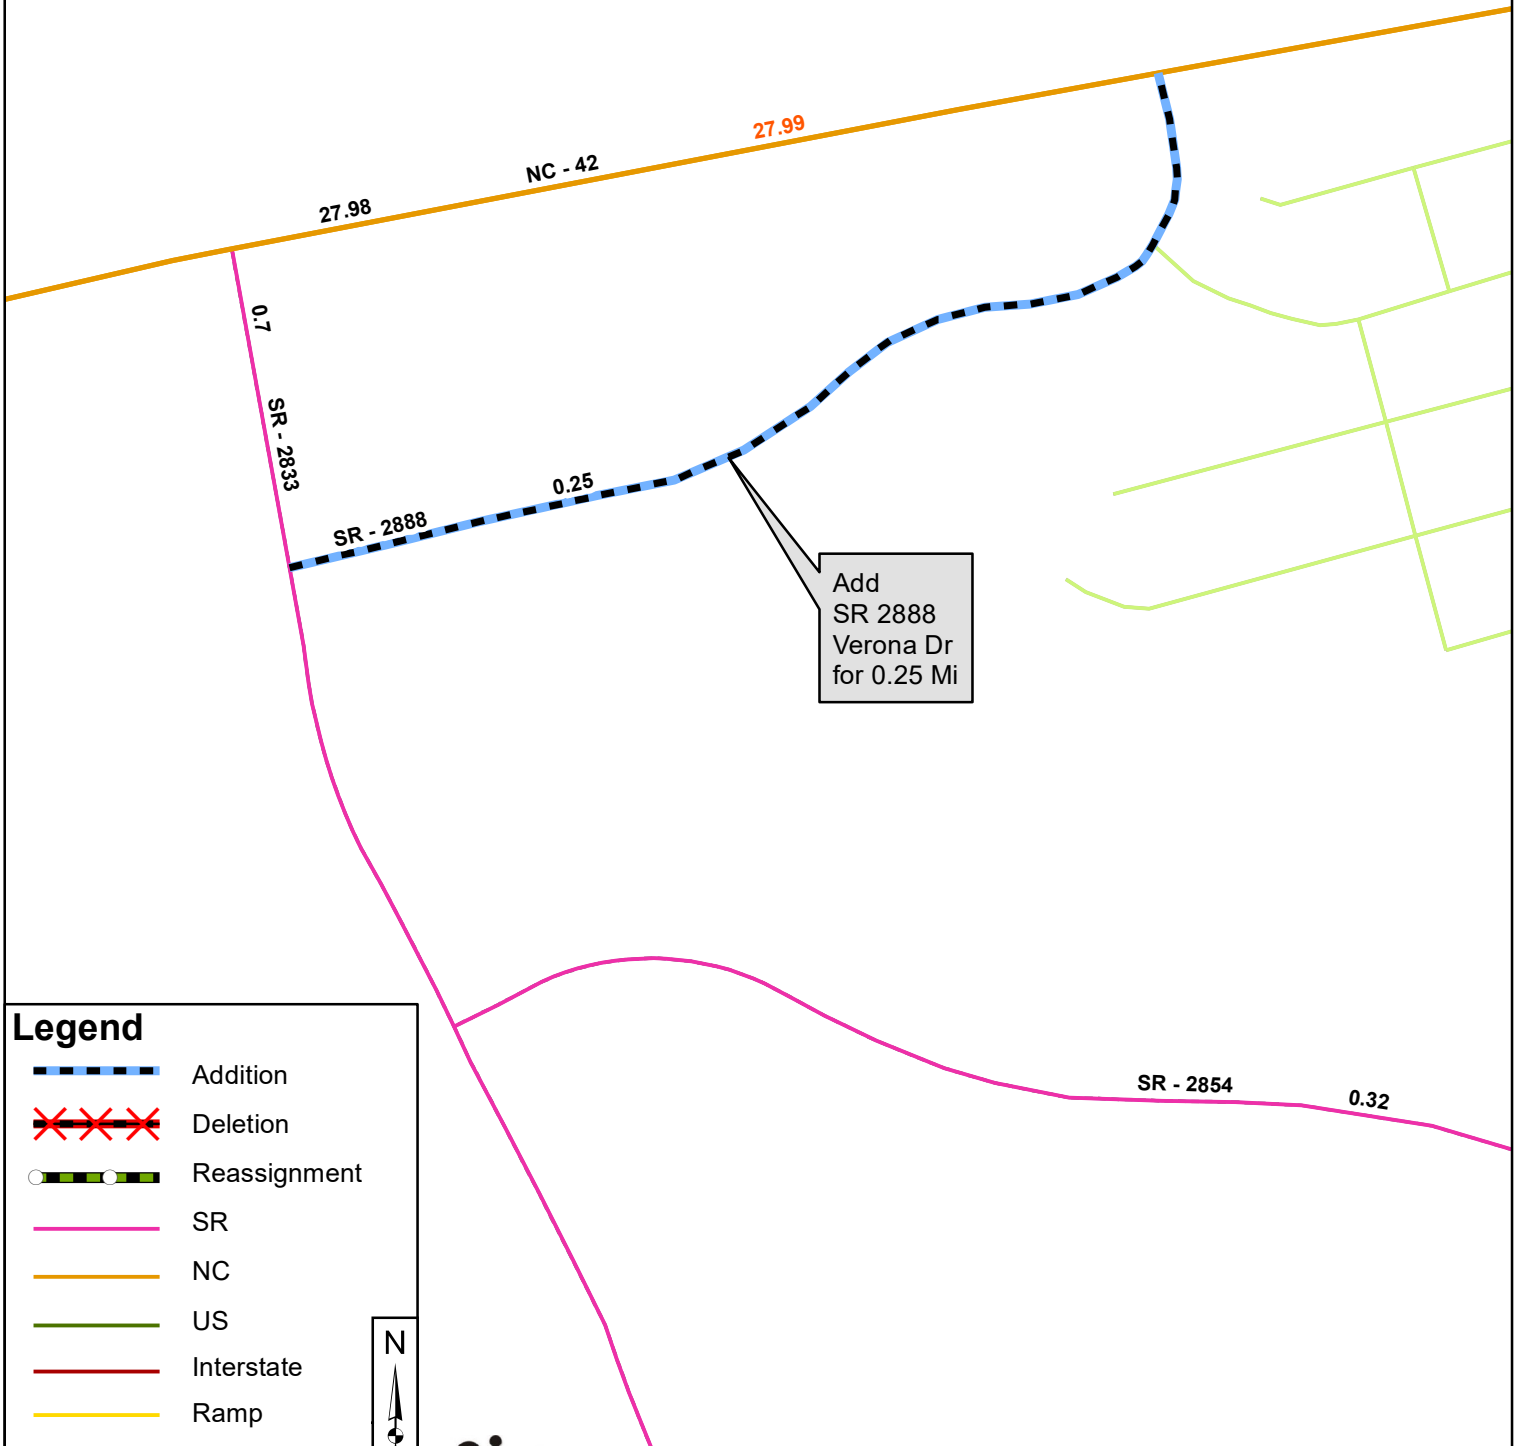 27.99
NC - 42
27.98
0.7
SR - 2833
0.25
SR - 2888
Add
SR 2888
Verona Dr
for 0.25 Mi
SR - 2854
0.32
Legend
Addition
Deletion
Reassignment
SR
NC
US
Interstate
Ramp
N